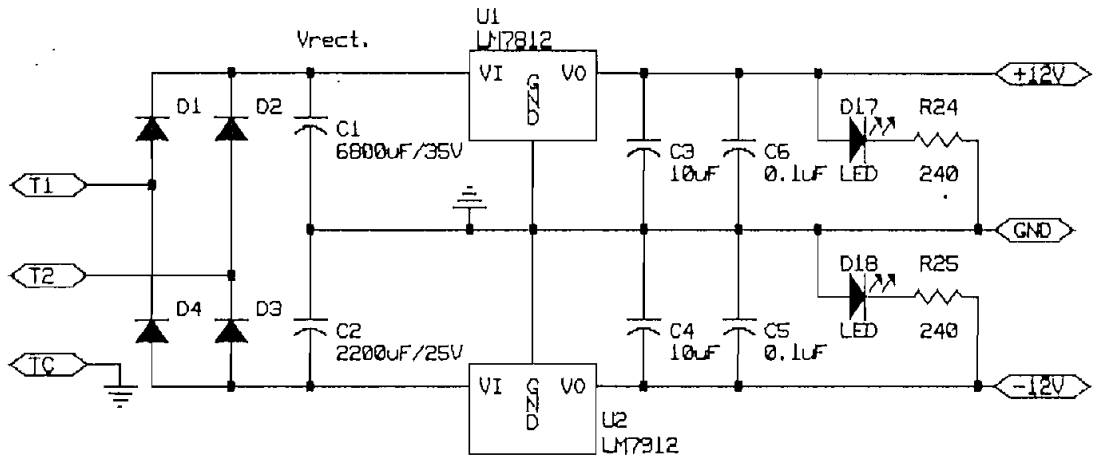 U1
LM7812
Vrect.
VI
GND
VO
+12V
D1
D2
C1
6800uF/35V
C3
10uF
C6
0.1uF
D17
LED
R24
240
T1
GND
T2
D4
D3
C2
2200uF/25V
C4
10uF
C5
0.1uF
D18
LED
R25
240
TC
VI
GND
VO
-12V
U2
LM7912